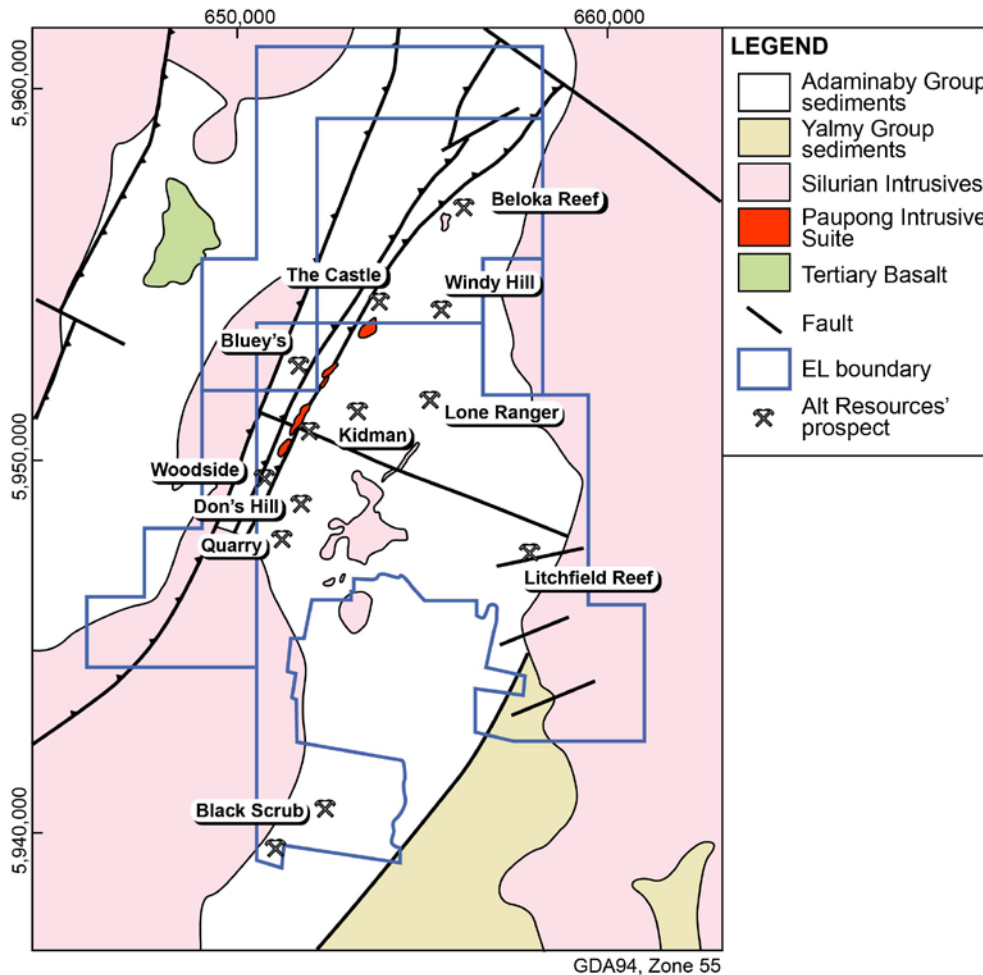 650,000
660,000
5,960,000
5,950,000
5,940,000
Beloka Reef
The Castle
Windy Hill
Bluey's
Lone Ranger
Kidman
Woodside
Don's Hill
Quarry
Litchfield Reef
Black Scrub
GDA94, Zone 55
LEGEND
Adaminaby Group
sediments
Yalmy Group
sediments
Silurian Intrusives
Paupong Intrusive
Suite
Tertiary Basalt
Fault
EL boundary
Alt Resources'
prospect